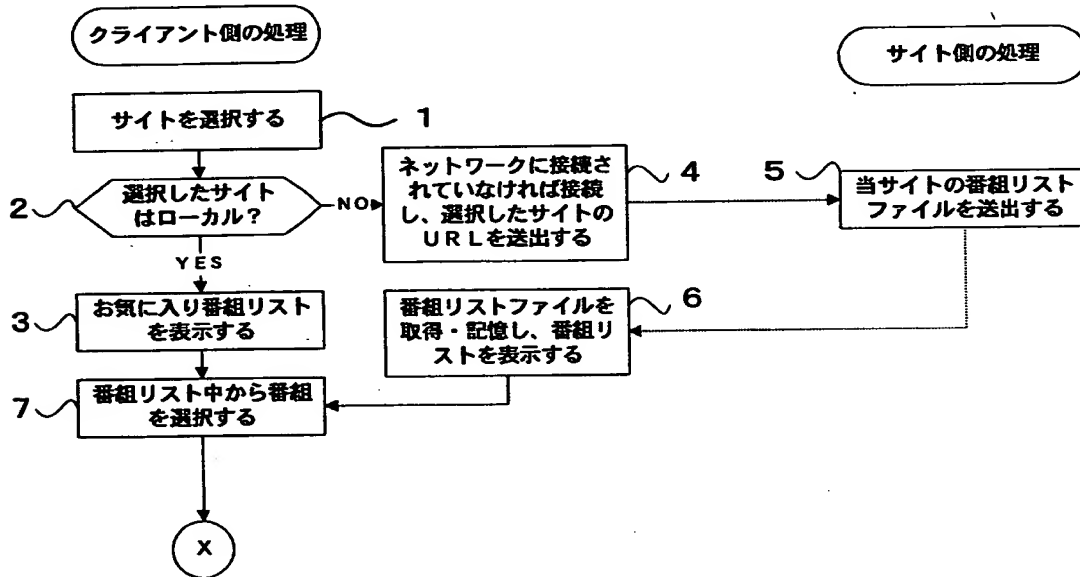 クライアント側の処理
サイト側の処理
サイトを選択する
1
2
選択したサイト
はローカル？
NO
YES
ネットワークに接続さ
れていなければ接続
し、選択したサイトの
ＵＲＬを送出する
4
5
当サイトの番組リスト
ファイルを送出する
3
お気に入り番組リスト
を表示する
番組リストファイルを
取得・記憶し、番組リ
ストを表示する
6
7
番組リスト中から番組
を選択する
X